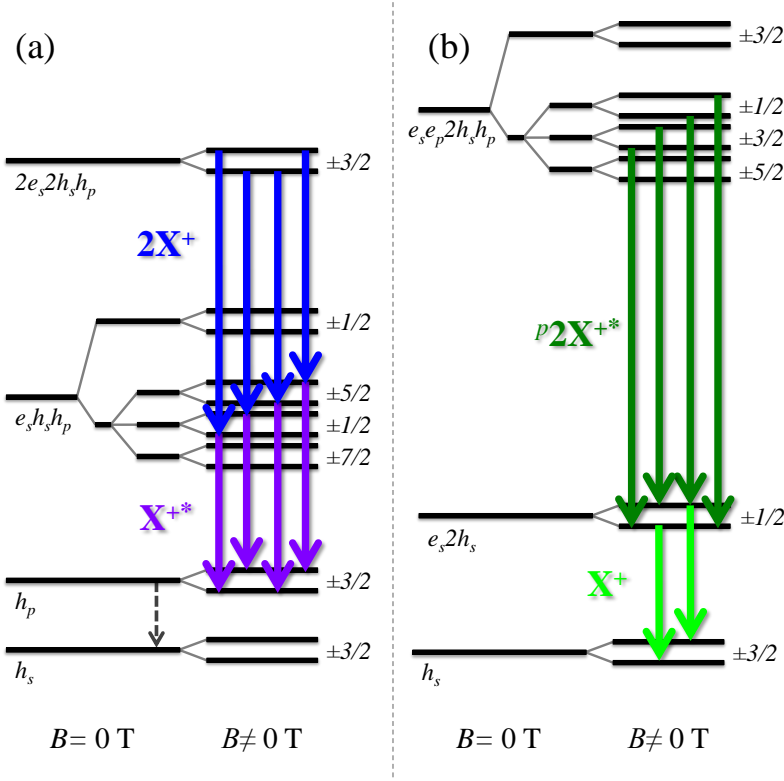 (a)
±3/2
2e_s2h_sh_p
2X⁺
±1/2
±5/2
e_sh_sh_p
±1/2
±7/2
X⁺*
±3/2
h_p
±3/2
h_s
B= 0 T
B≠ 0 T
(b)
±3/2
±1/2
e_se_p2h_sh_p
±3/2
±5/2
ᵖ2X⁺*
±1/2
e_s2h_s
X⁺
±3/2
h_s
B= 0 T
B≠ 0 T